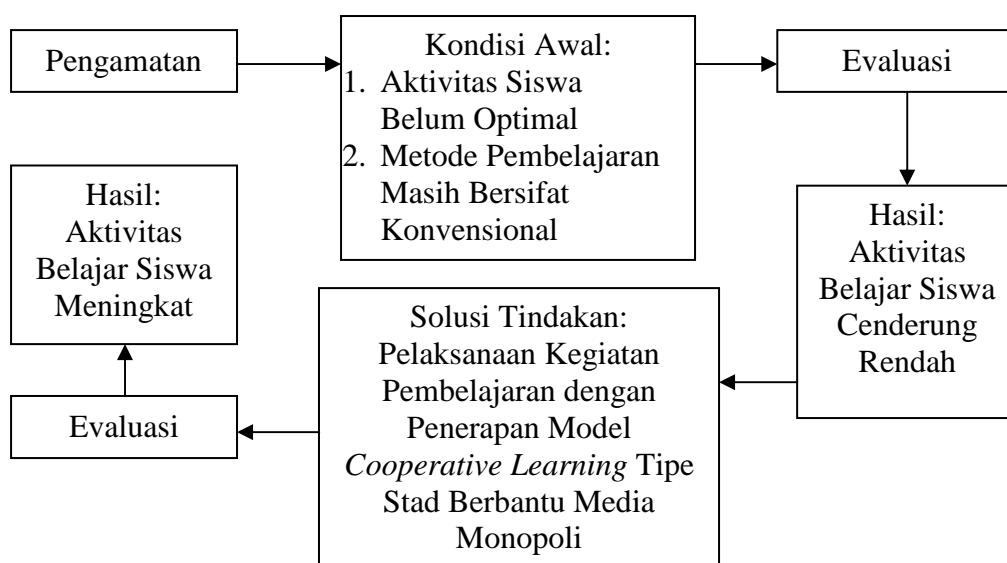 Pengamatan
Kondisi Awal:
1. Aktivitas Siswa
Belum Optimal
2. Metode Pembelajaran
Masih Bersifat
Konvensional
Evaluasi
Hasil:
Aktivitas
Belajar Siswa
Cenderung
Rendah
Solusi Tindakan:
Pelaksanaan Kegiatan
Pembelajaran dengan
Penerapan Model
Cooperative Learning Tipe
Stad Berbantu Media
Monopoli
Evaluasi
Hasil:
Aktivitas
Belajar Siswa
Meningkat